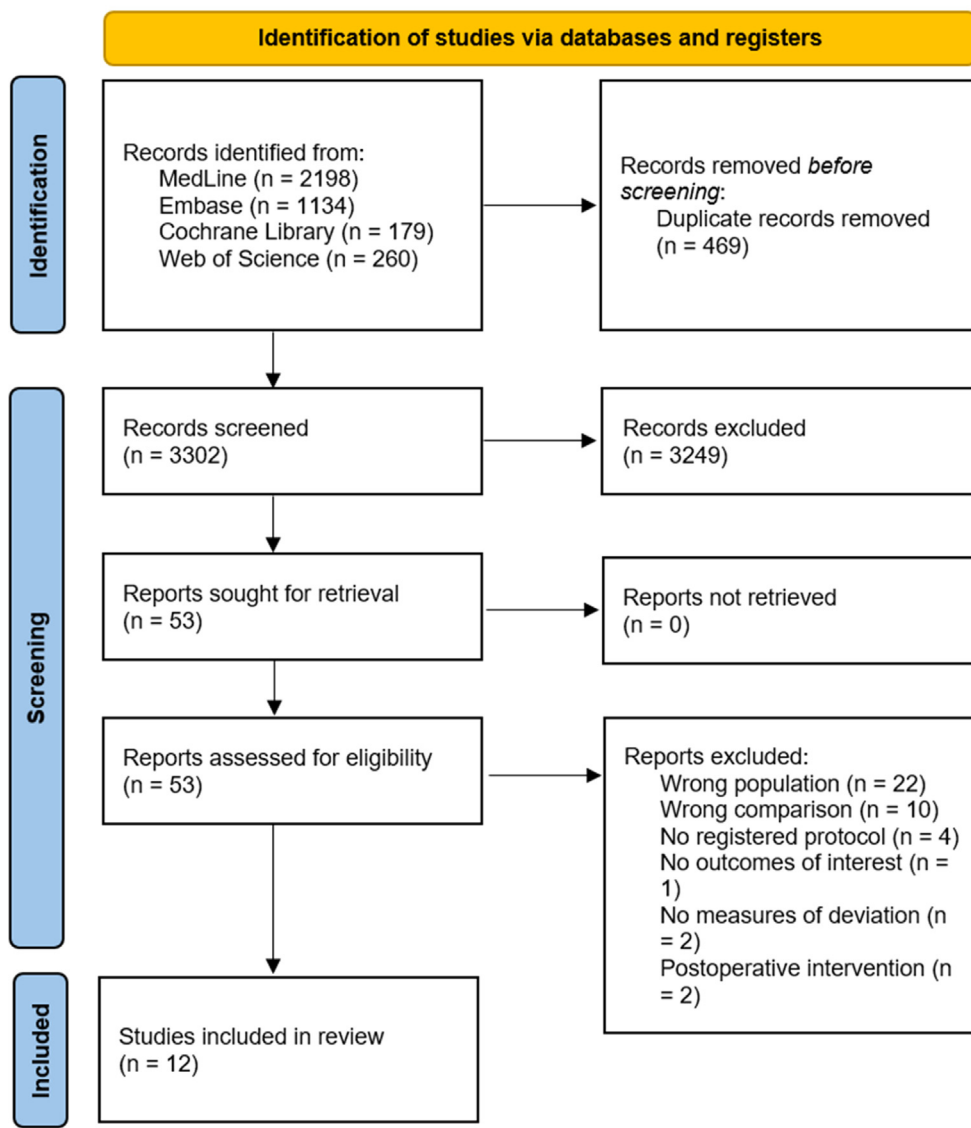 Identification of studies via databases and registers
Identification
Records identified from:
MedLine (n = 2198)
Embase (n = 1134)
Cochrane Library (n = 179)
Web of Science (n = 260)
Records removed before
screening:
Duplicate records removed
(n = 469)
Screening
Records screened
(n = 3302)
Records excluded
(n = 3249)
Reports sought for retrieval
(n = 53)
Reports not retrieved
(n = 0)
Reports assessed for eligibility
(n = 53)
Reports excluded:
Wrong population (n = 22)
Wrong comparison (n = 10)
No registered protocol (n = 4)
No outcomes of interest (n =
1)
No measures of deviation (n
= 2)
Postoperative intervention (n
= 2)
Included
Studies included in review
(n = 12)